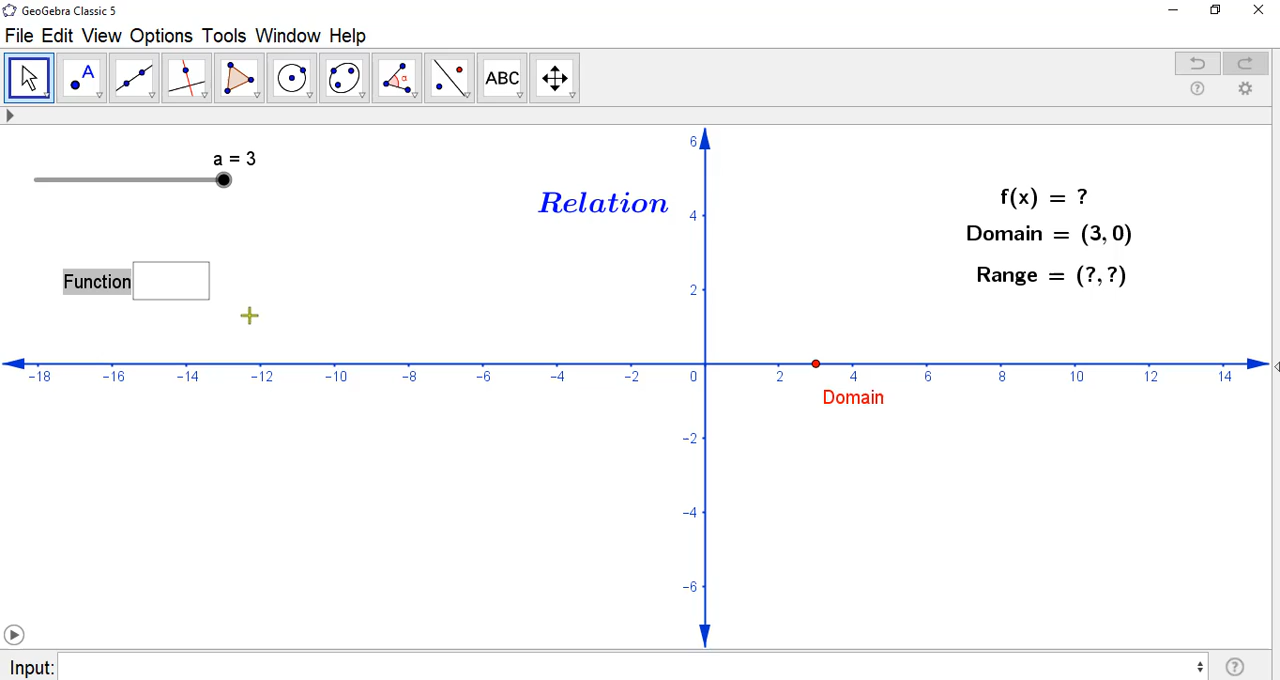 GeoGebra Classic 5
File Edit View Options Tools Window Help
A
α
ABC
a = 3
Relation
f(x) = ?
Domain = (3, 0)
Range = (?, ?)
Function
6
4
2
−18 −16 −14 −12 −10 −8 −6 −4 −2 0 2 4 6 8 10 12 14
Domain
−2
−4
−6
Input: